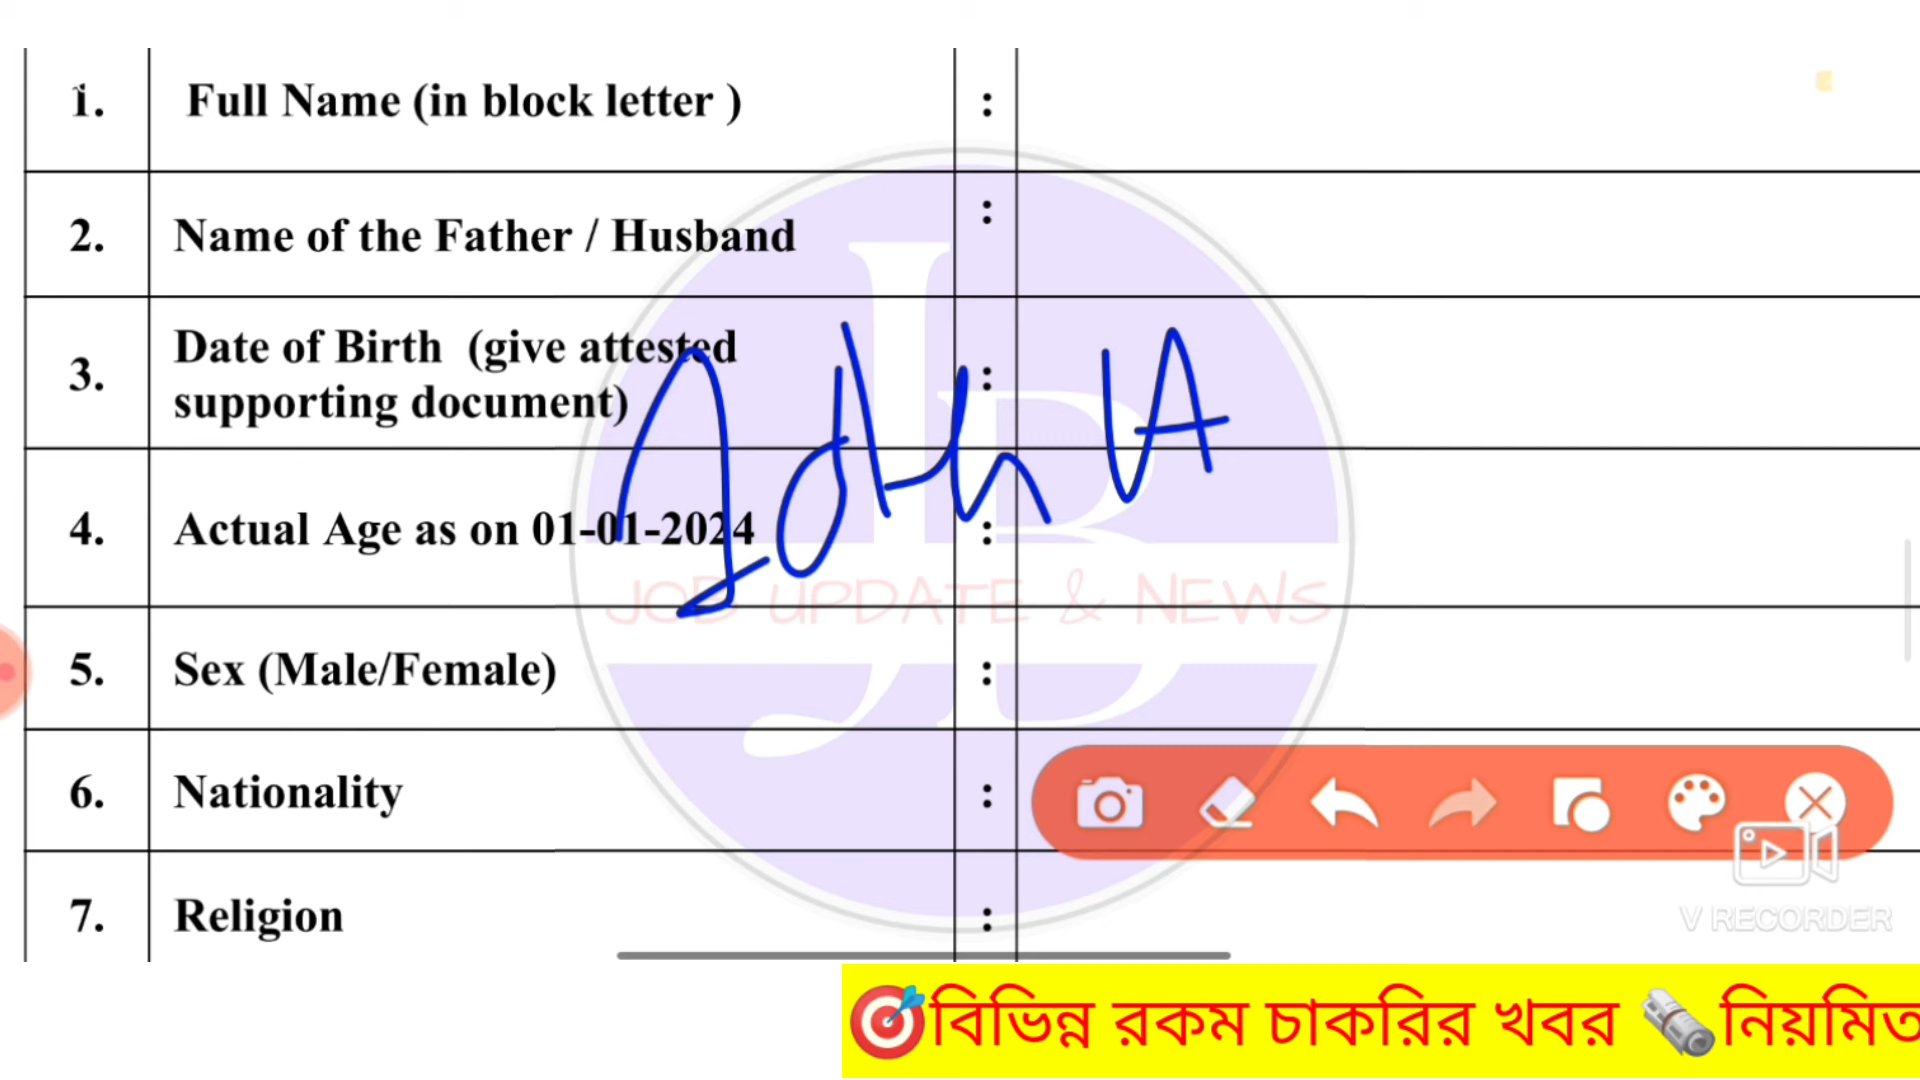 1. Full Name (in block letter ) :
2. Name of the Father / Husband :
3. Date of Birth (give attested supporting document) :
4. Actual Age as on 01-01-2024 :
JOB UPDATE & NEWS
5. Sex (Male/Female) :
6. Nationality :
7. Religion :
V RECORDER
🎯বিভিন্ন রকম চাকরির খবর 🗞️নিয়মিত